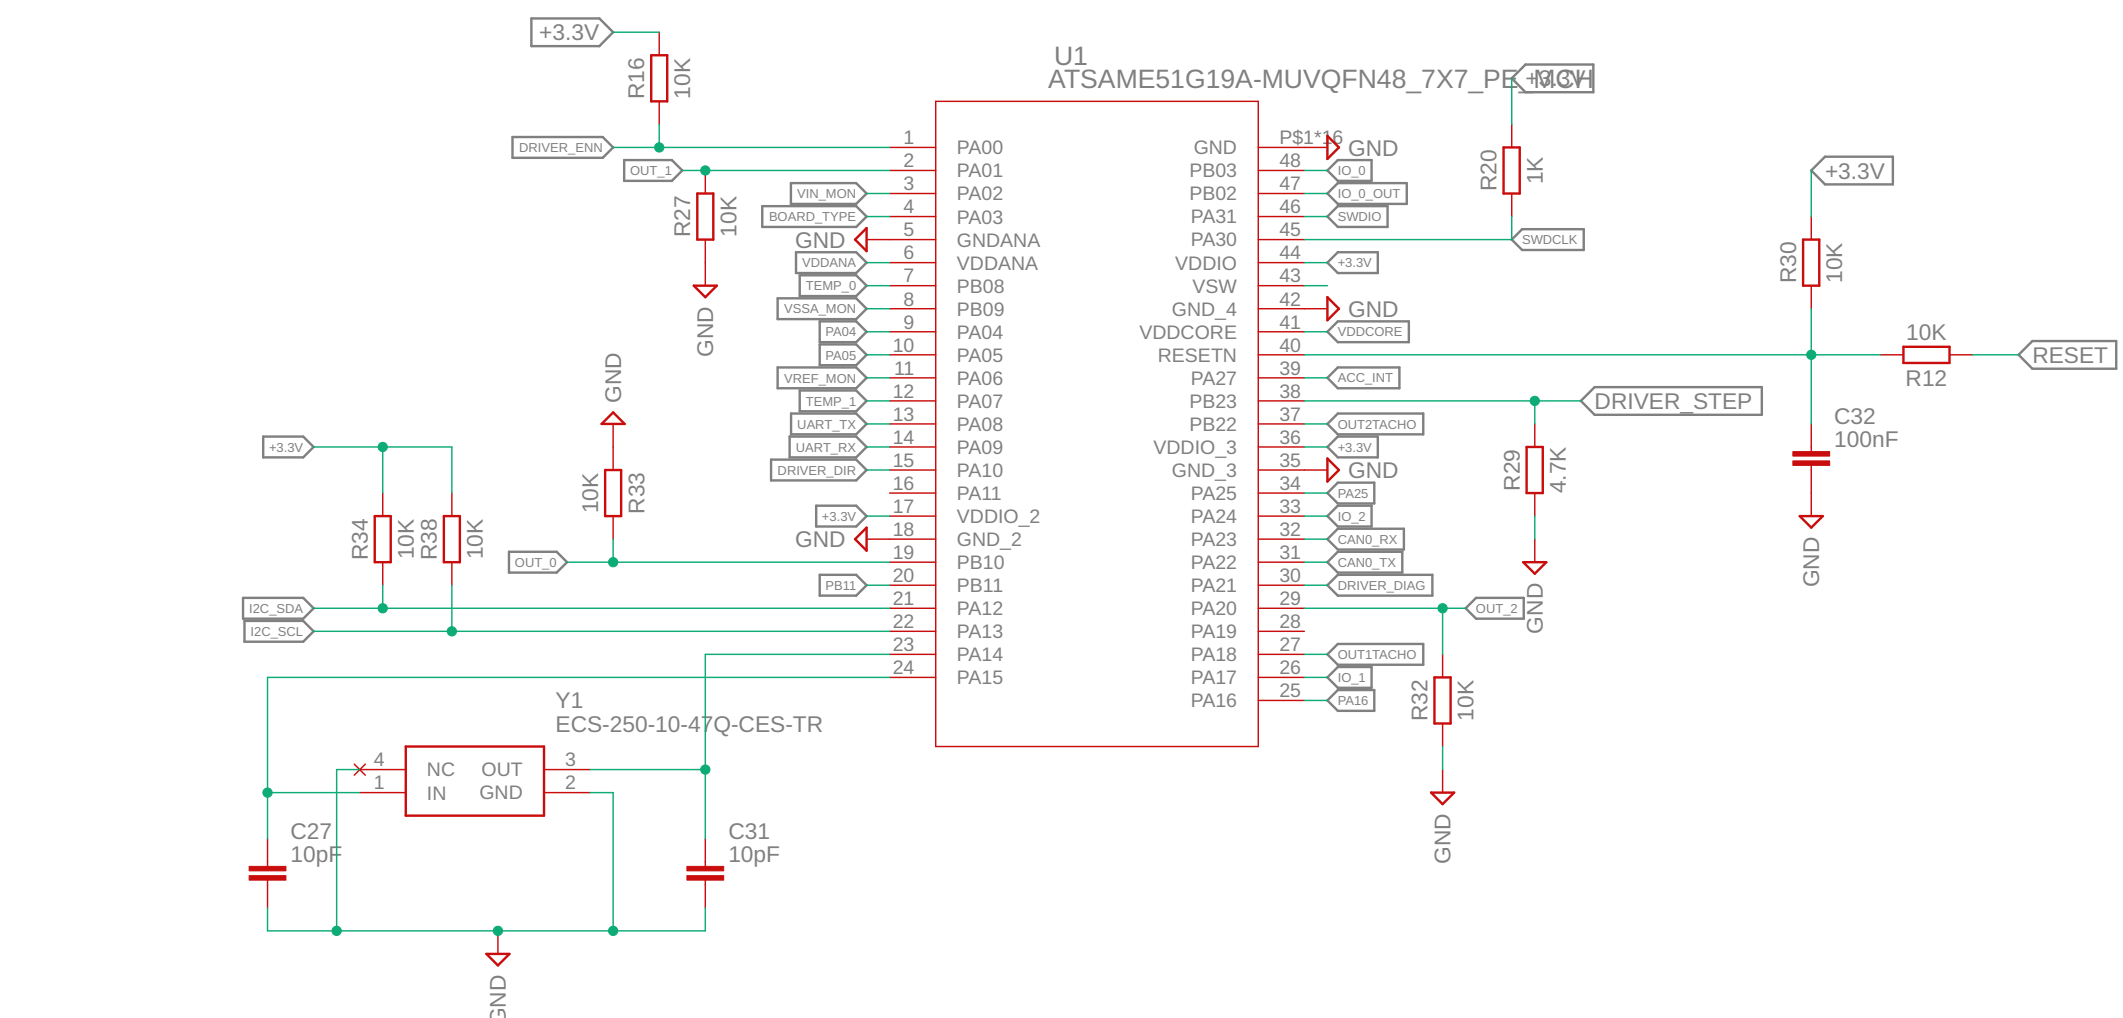 +3.3V
R16
10K
DRIVER_ENN
OUT_1
R27
10K
GND
VIN_MON
BOARD_TYPE
GND
VDDANA
TEMP_0
VSSA_MON
PA04
PA05
VREF_MON
TEMP_1
UART_TX
UART_RX
DRIVER_DIR
+3.3V
GND
GND
10K
R33
OUT_0
PB11
+3.3V
R34
10K
R38
10K
I2C_SDA
I2C_SCL
U1
ATSAME51G19A-MUVQFN48_7X7_PE_MCH
1 PA00
2 PA01
3 PA02
4 PA03
5 GNDANA
6 VDDANA
7 PB08
8 PB09
9 PA04
10 PA05
11 PA06
12 PA07
13 PA08
14 PA09
15 PA10
16 PA11
17 VDDIO_2
18 GND_2
19 PB10
20 PB11
21 PA12
22 PA13
23 PA14
24 PA15
GND P$1*16 GND
PB03 48 IO_0
PB02 47 IO_0_OUT
PA31 46 SWDIO
PA30 45 SWDCLK
VDDIO 44 +3.3V
VSW 43
GND_4 42 GND
VDDCORE 41 VDDCORE
RESETN 40
PA27 39 ACC_INT
PB23 38 DRIVER_STEP
PB22 37 OUT2TACHO
VDDIO_3 36 +3.3V
GND_3 35 GND
PA25 34 PA25
PA24 33 IO_2
PA23 32 CAN0_RX
PA22 31 CAN0_TX
PA21 30 DRIVER_DIAG
PA20 29 OUT_2
PA19 28
PA18 27 OUT1TACHO
PA17 26 IO_1
PA16 25 PA16
+3.3V
R20
1K
+3.3V
R30
10K
10K
R12
RESET
C32
100nF
GND
R29
4.7K
GND
R32
10K
GND
Y1
ECS-250-10-47Q-CES-TR
4 NC OUT 3
1 IN GND 2
C27
10pF
C31
10pF
GND